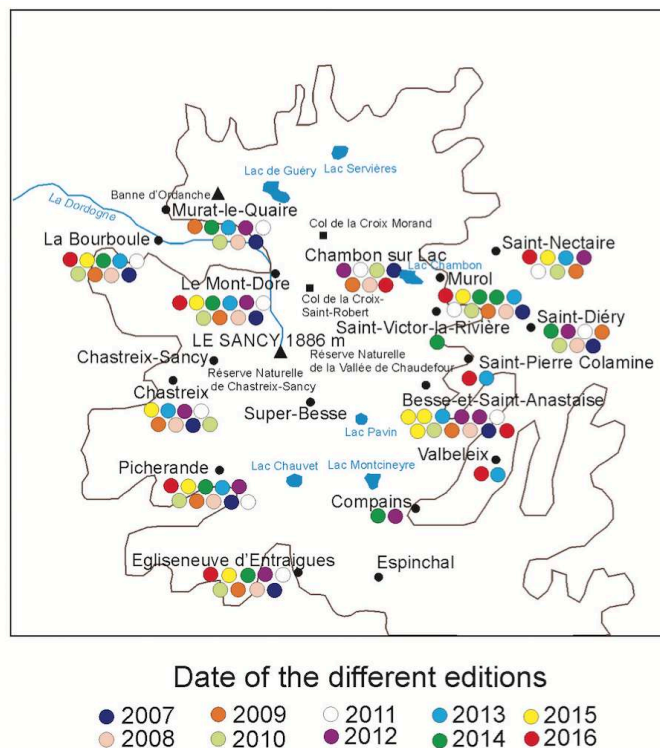 Lac de Guéry
Lac Servières
Banne d'Ordanche
La Dordogne
Murat-le-Quaire
Col de la Croix Morand
La Bourboule
Chambon sur Lac
Saint-Nectaire
Lac Chambon
Le Mont-Dore
Murol
Col de la Croix-
Saint-Robert
Saint-Diéry
Saint-Victor-la-Rivière
LE SANCY 1886 m
Chastreix-Sancy
Réserve Naturelle
de la Vallée de Chaudefour
Saint-Pierre Colamine
Réserve Naturelle
de Chastreix-Sancy
Chastreix
Besse-et-Saint-Anastaise
Super-Besse
Lac Pavin
Valbeleix
Picherande
Lac Chauvet
Lac Montcineyre
Compains
Egliseneuve d'Entraigues
Espinchal
Date of the different editions
2007 2009 2011 2013 2015
2008 2010 2012 2014 2016